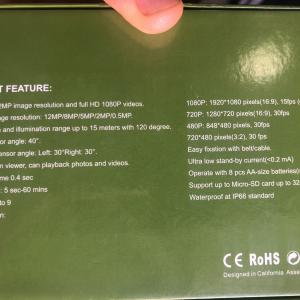 T FEATURE:
2MP image resolution and full HD 1080P videos.
ge resolution: 12MP/8MP/5MP/2MP/0.5MP.
and illumination range up to 15 meters with 120 degree.
or angle: 40°.
ensor angle: Left: 30°Right: 30°.
n viewer, can playback photos and videos.
me 0.4 sec
: 5 sec-60 mins
to 9
1080P: 1920*1080 pixels(16:9), 15fps
720P: 1280*720 pixels(16:9), 30fps
480P: 848*480 pixels, 30fps
720*480 pixels(3:2), 30 fps
Easy fixation with belt/cable.
Ultra low stand-by current(<0.2 mA)
Operate with 8 pcs AA-size batteries(
Support up to Micro-SD card up to 32
Waterproof at IP66 standard
CE RoHS
Designed in California Asse